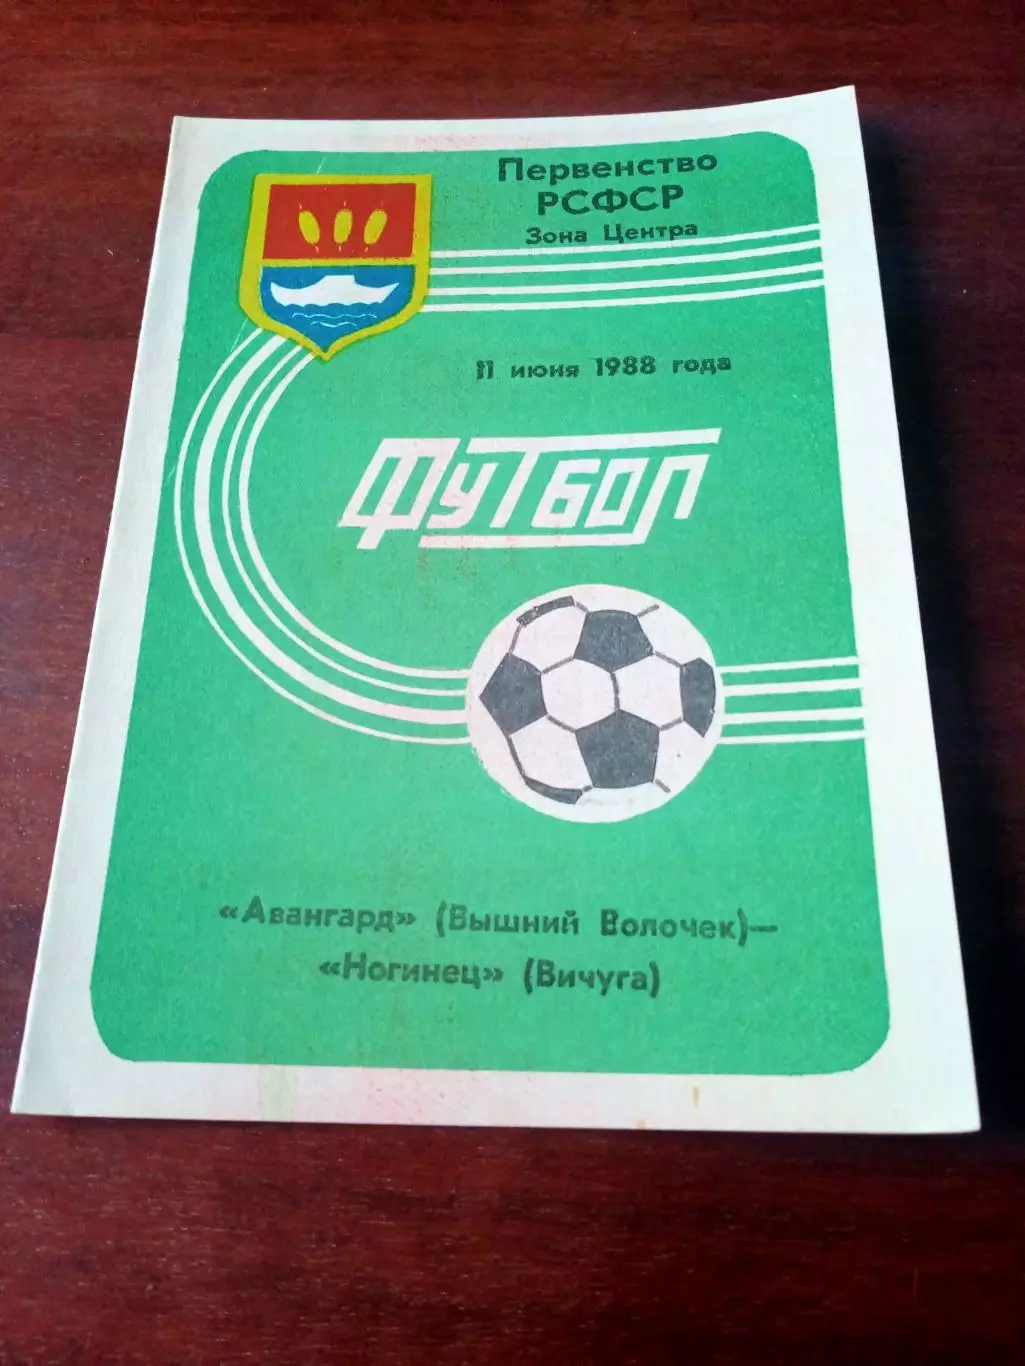 Первенство
РСФСР
Зона Центра
11 июня 1988 года
ФУТБОЛ
«Авангард» (Вышний Волочек)—
«Ногинец» (Вичуга)